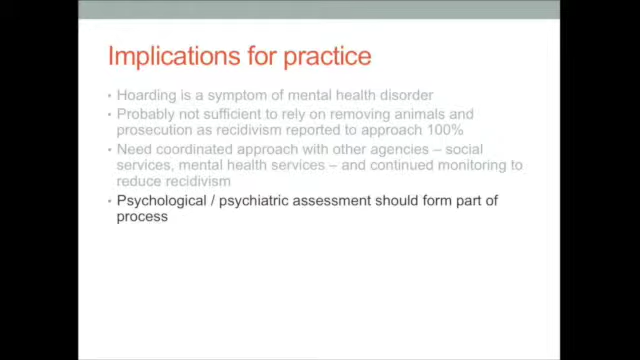 Implications for practice
• Hoarding is a symptom of mental health disorder
• Probably not sufficient to rely on removing animals and
prosecution as recidivism reported to approach 100%
• Need coordinated approach with other agencies – social
services, mental health services – and continued monitoring to
reduce recidivism
• Psychological / psychiatric assessment should form part of
process